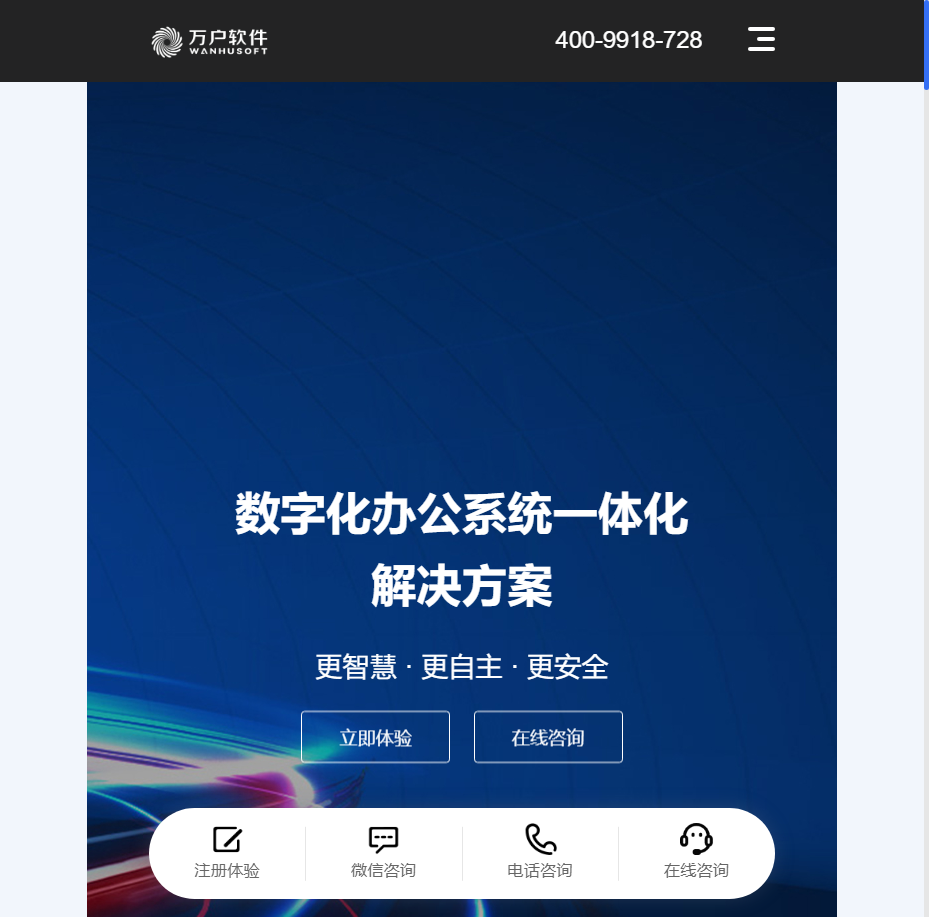 万户软件
WANHUSOFT
400-9918-728
数字化办公系统一体化
解决方案
更智慧 · 更自主 · 更安全
立即体验
在线咨询
注册体验
微信咨询
电话咨询
在线咨询